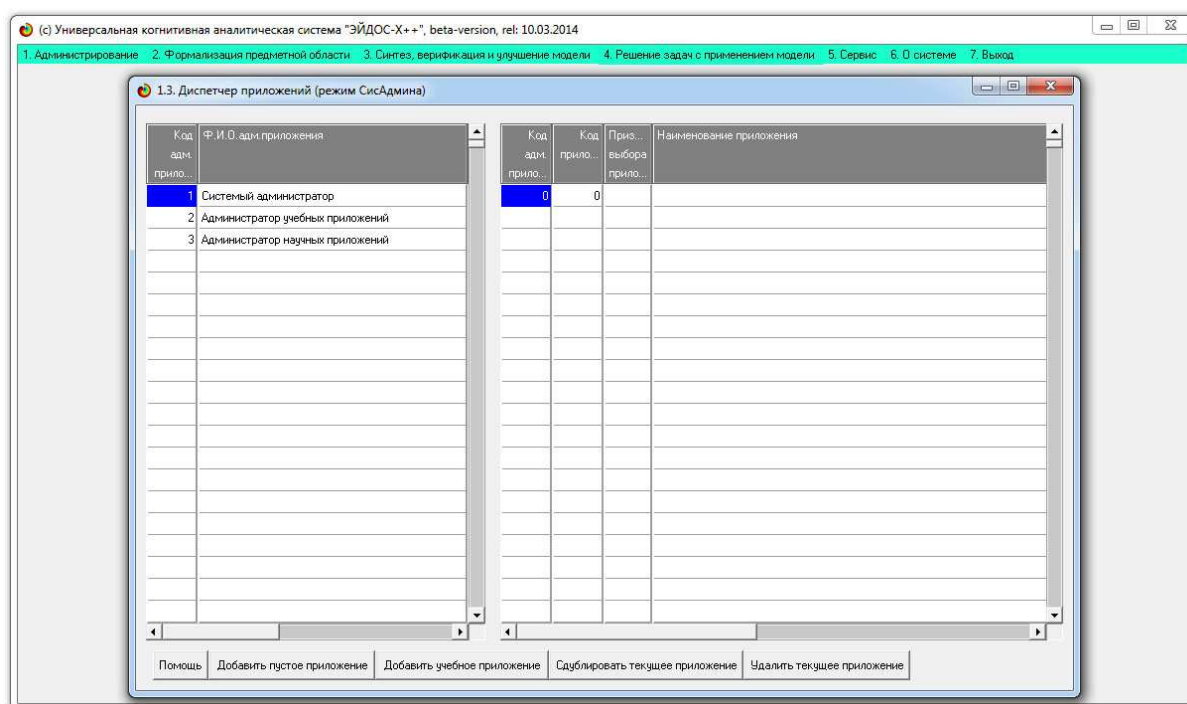 (c) Универсальная когнитивная аналитическая система "ЭЙДОС-X++", beta-version, rel: 10.03.2014
1. Администрирование 2. Формализация предметной области 3. Синтез, верификация и улучшение модели 4. Решение задач с применением модели 5. Сервис 6. О системе 7. Выход
1.3. Диспетчер приложений (режим СисАдмина)
Код Ф.И.О.адм.приложения
адм.
прило...
1 Системый администратор
2 Администратор учебных приложений
3 Администратор научных приложений
Код Код Приз... Наименование приложения
адм. прило... выбора
прило... прило...
0 0
Помощь Добавить пустое приложение Добавить учебное приложение Сдублировать текущее приложение Удалить текущее приложение